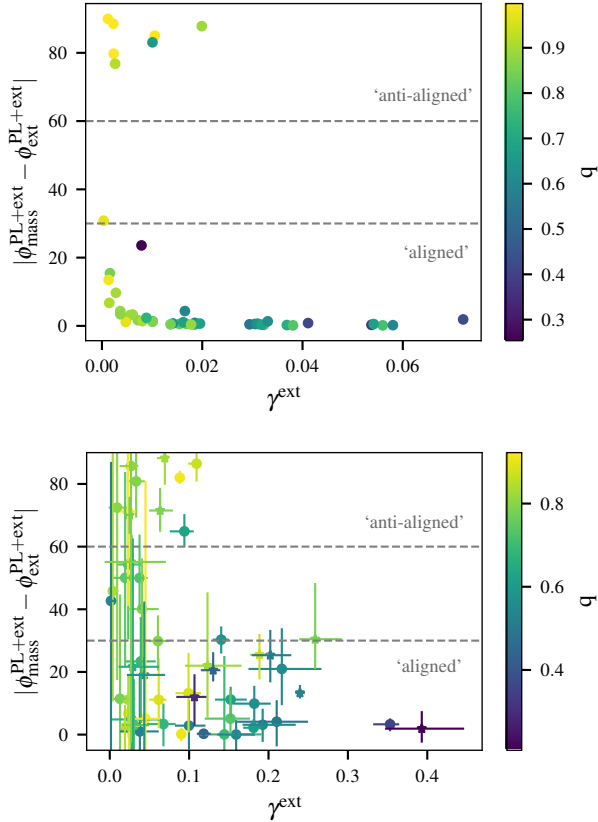 80
60
40
20
0
|ϕ_mass^PL+ext − ϕ_ext^PL+ext|
'anti-aligned'
'aligned'
0.00 0.02 0.04 0.06
γ^ext
0.9
0.8
0.7
0.6
0.5
0.4
0.3
q
80
60
40
20
0
|ϕ_mass^PL+ext − ϕ_ext^PL+ext|
'anti-aligned'
'aligned'
0.0 0.1 0.2 0.3 0.4
γ^ext
0.8
0.6
0.4
q